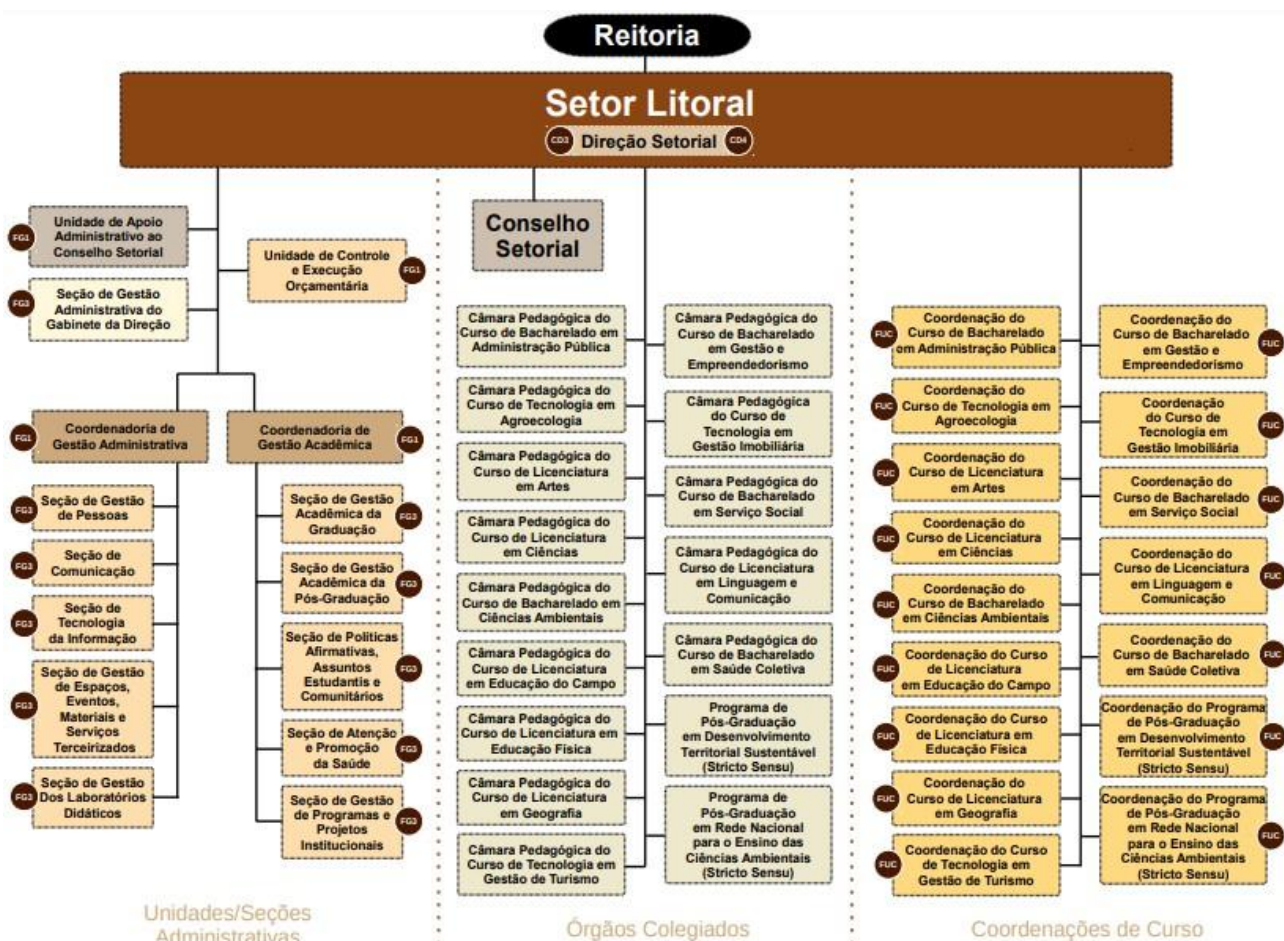 Reitoria
Setor Litoral
CD3
Direção Setorial
CD4
FG1
Unidade de Apoio
Administrativo ao
Conselho Setorial
Unidade de Controle
e Execução
Orçamentária
FG1
FG3
Seção de Gestão
Administrativa do
Gabinete da Direção
FG1
Coordenadoria de
Gestão Administrativa
Coordenadoria de
Gestão Acadêmica
FG1
FG3
Seção de Gestão
de Pessoas
FG3
Seção de
Comunicação
FG3
Seção de
Tecnologia
da Informação
FG3
Seção de Gestão
de Espaços,
Eventos,
Materiais e
Serviços
Terceirizados
FG3
Seção de Gestão
Dos Laboratórios
Didáticos
Seção de Gestão
Acadêmica da
Graduação
FG3
Seção de Gestão
Acadêmica da
Pós-Graduação
FG3
Seção de Políticas
Afirmativas,
Assuntos
Estudantis e
Comunitários
FG3
Seção de Atenção
e Promoção
da Saúde
FG3
Seção de Gestão
de Programas e
Projetos
Institucionais
FG3
Unidades/Seções
Administrativas
Conselho
Setorial
Câmara Pedagógica do
Curso de Bacharelado em
Administração Pública
Câmara Pedagógica do
Curso de Tecnologia em
Agroecologia
Câmara Pedagógica do
Curso de Licenciatura
em Artes
Câmara Pedagógica do
Curso de Licenciatura
em Ciências
Câmara Pedagógica do
Curso de Bacharelado em
Ciências Ambientais
Câmara Pedagógica do
Curso de Licenciatura
em Educação do Campo
Câmara Pedagógica do
Curso de Licenciatura em
Educação Física
Câmara Pedagógica do
Curso de Licenciatura
em Geografia
Câmara Pedagógica do
Curso de Tecnologia em
Gestão de Turismo
Câmara Pedagógica do
Curso de Bacharelado
em Gestão e
Empreendedorismo
Câmara Pedagógica
do Curso de
Tecnologia em
Gestão Imobiliária
Câmara Pedagógica do
Curso de Bacharelado
em Serviço Social
Câmara Pedagógica do
Curso de Licenciatura
em Linguagem e
Comunicação
Câmara Pedagógica do
Curso de Bacharelado
em Saúde Coletiva
Programa de
Pós-Graduação
em Desenvolvimento
Territorial Sustentável
(Stricto Sensu)
Programa de
Pós-Graduação
em Rede Nacional
para o Ensino das
Ciências Ambientais
(Stricto Sensu)
Órgãos Colegiados
FUC
Coordenação do
Curso de Bacharelado
em Administração Pública
FUC
Coordenação do
Curso de Tecnologia em
Agroecologia
FUC
Coordenação do
Curso de Licenciatura
em Artes
FUC
Coordenação do
Curso de Licenciatura
em Ciências
FUC
Coordenação do
Curso de Bacharelado
em Ciências Ambientais
FUC
Coordenação do Curso
de Licenciatura
em Educação do Campo
FUC
Coordenação do Curso
de Licenciatura em
Educação Física
FUC
Coordenação do
Curso de Licenciatura
em Geografia
FUC
Coordenação do Curso
de Tecnologia em
Gestão de Turismo
Coordenação do
Curso de Bacharelado
em Gestão e
Empreendedorismo
FUC
Coordenação
do Curso de
Tecnologia em
Gestão Imobiliária
FUC
Coordenação do
Curso de Bacharelado
em Serviço Social
FUC
Coordenação do
Curso de Licenciatura
em Linguagem e
Comunicação
FUC
Coordenação do
Curso de Bacharelado
em Saúde Coletiva
FUC
Coordenação do Programa
de Pós-Graduação
em Desenvolvimento
Territorial Sustentável
(Stricto Sensu)
FUC
Coordenação do Programa
de Pós-Graduação
em Rede Nacional
para o Ensino das
Ciências Ambientais
(Stricto Sensu)
FUC
Coordenações de Curso